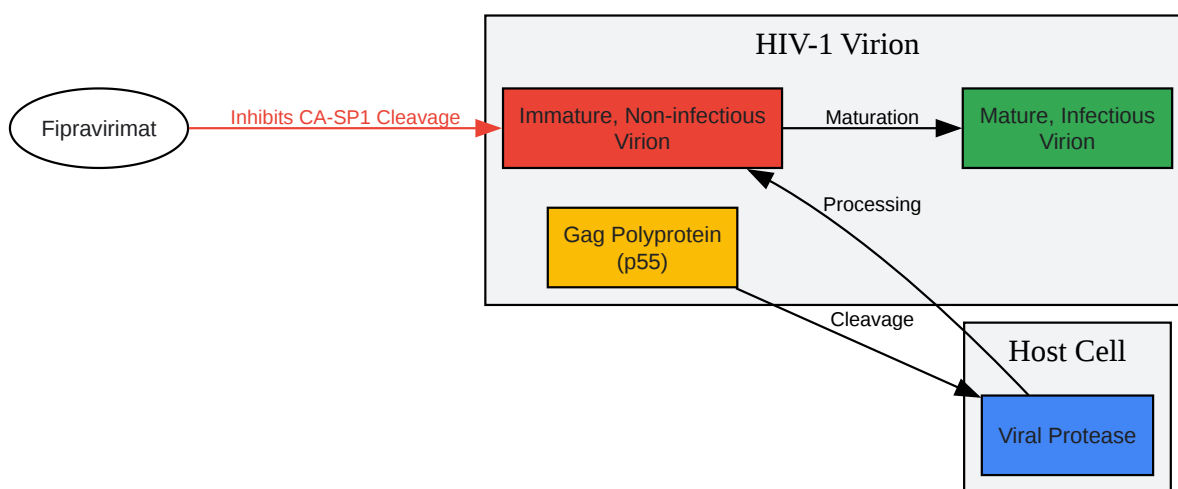 HIV-1 Virion
Fipravirimat
Inhibits CA-SP1 Cleavage
Immature, Non-infectious
Virion
Maturation
Mature, Infectious
Virion
Processing
Gag Polyprotein
(p55)
Cleavage
Host Cell
Viral Protease